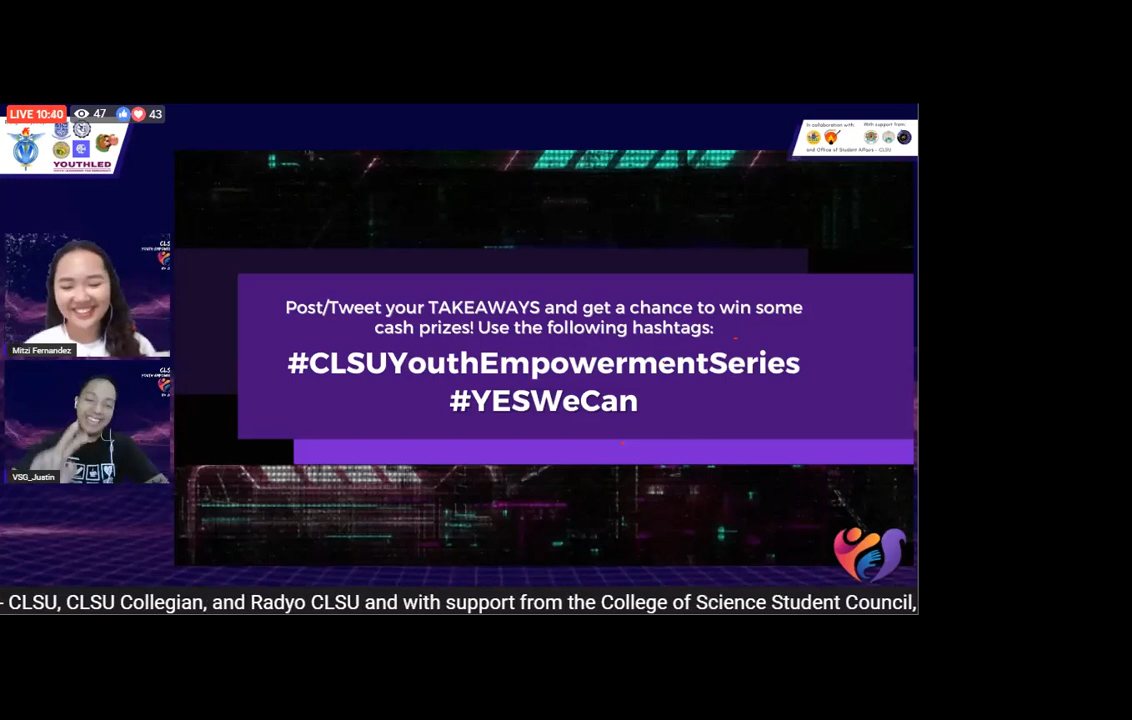 LIVE 10:40 47 43
YOUTHLED
In collaboration with:
With support from:
and Office of Student Affairs - CLSU
Mitzi Fernandez
VSG_Justin
Post/Tweet your TAKEAWAYS and get a chance to win some
cash prizes! Use the following hashtags:
#CLSUYouthEmpowermentSeries
#YESWeCan
- CLSU, CLSU Collegian, and Radyo CLSU and with support from the College of Science Student Council,